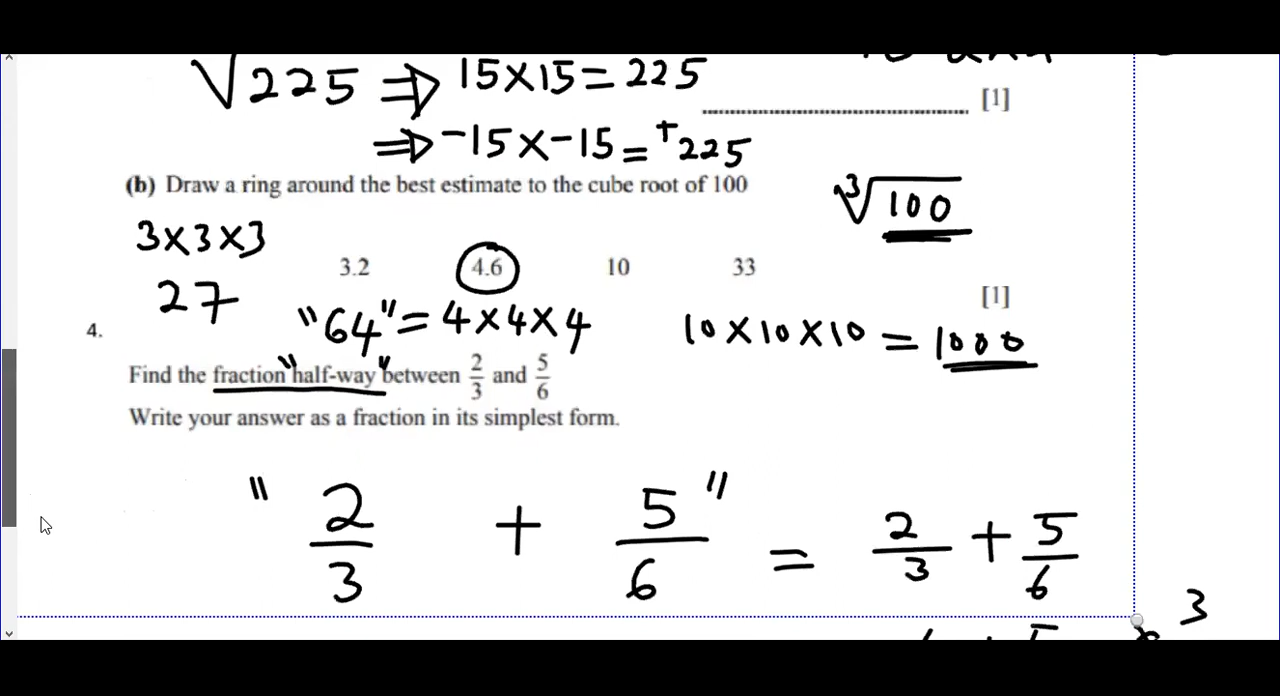 √225 ⇒ 15×15=225
[1]
⇒ -15×-15=+225
(b) Draw a ring around the best estimate to the cube root of 100
∛100
3×3×3
3.2 4.6 10 33
27
[1]
"64"=4×4×4
10×10×10=1000
4.
Find the fraction "half-way" between 2/3 and 5/6
Write your answer as a fraction in its simplest form.
" 2/3 + 5/6 " = 2/3 + 5/6
3